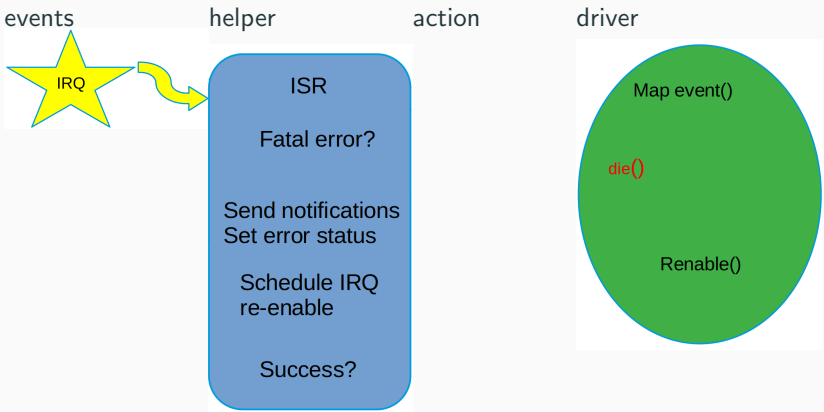 events
helper
action
driver
IRQ
ISR
Fatal error?
Send notifications
Set error status
Schedule IRQ
re-enable
Success?
Map event()
die()
Renable()